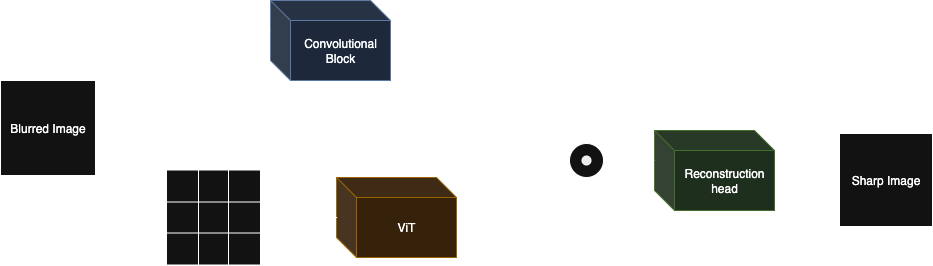 Convolutional
Block
Blurred Image
Reconstruction
head
Sharp Image
ViT